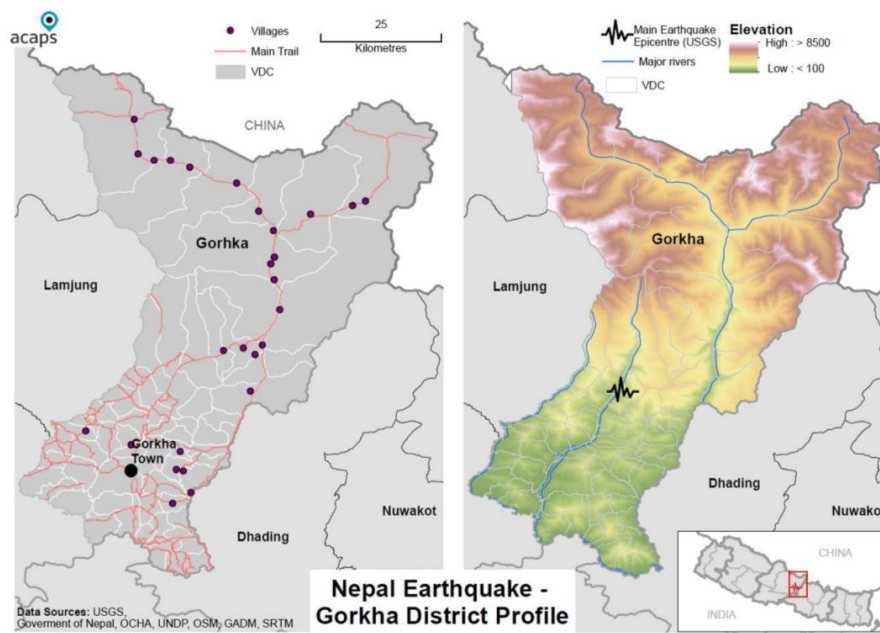 acaps
Villages
Main Trail
VDC
25
Kilometres
CHINA
Gorhka
Lamjung
Gorkha
Town
Dhading
Nuwakot
Data Sources: USGS,
Goverment of Nepal, OCHA, UNDP, OSM, GADM, SRTM
Main Earthquake
Epicentre (USGS)
Major rivers
VDC
Elevation
High : > 8500
Low : < 100
Gorkha
Lamjung
Dhading
Nuwako
CHINA
INDIA
Nepal Earthquake -
Gorkha District Profile